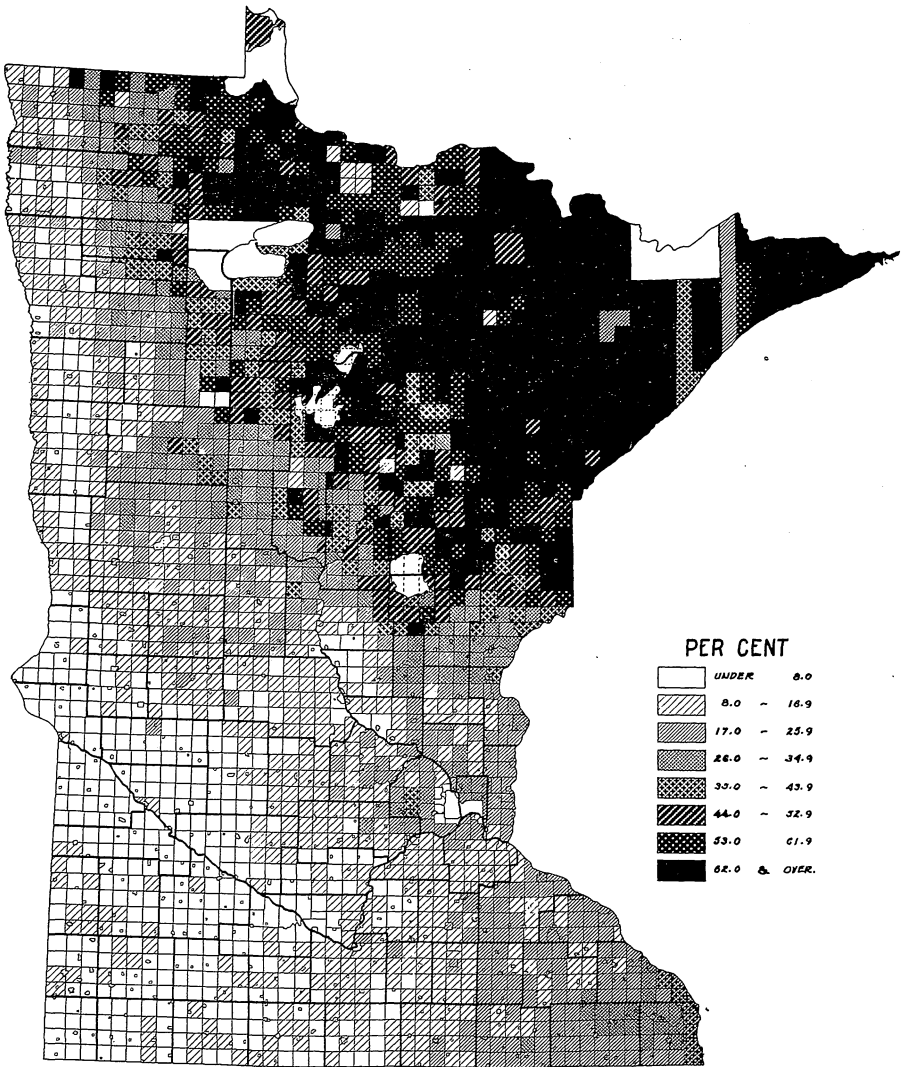 PER CENT
UNDER 8.0
8.0 ~ 16.9
17.0 ~ 25.9
26.0 ~ 34.9
35.0 ~ 43.9
44.0 ~ 52.9
53.0 61.9
62.0 & OVER.